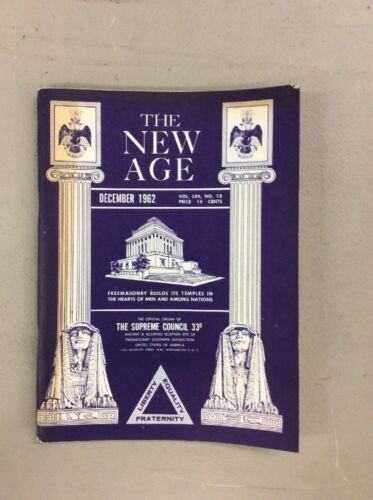 THE
NEW
AGE
DECEMBER 1962
VOL. LXX, NO. 12
PRICE 15 CENTS
FREEMASONRY BUILDS ITS TEMPLES IN
THE HEARTS OF MEN AND AMONG NATIONS
THE OFFICIAL ORGAN OF
THE SUPREME COUNCIL 33°
ANCIENT & ACCEPTED SCOTTISH RITE OF
FREEMASONRY SOUTHERN JURISDICTION
UNITED STATES OF AMERICA
WASHINGTON 9, D. C.
LIBERTY
EQUALITY
FRATERNITY